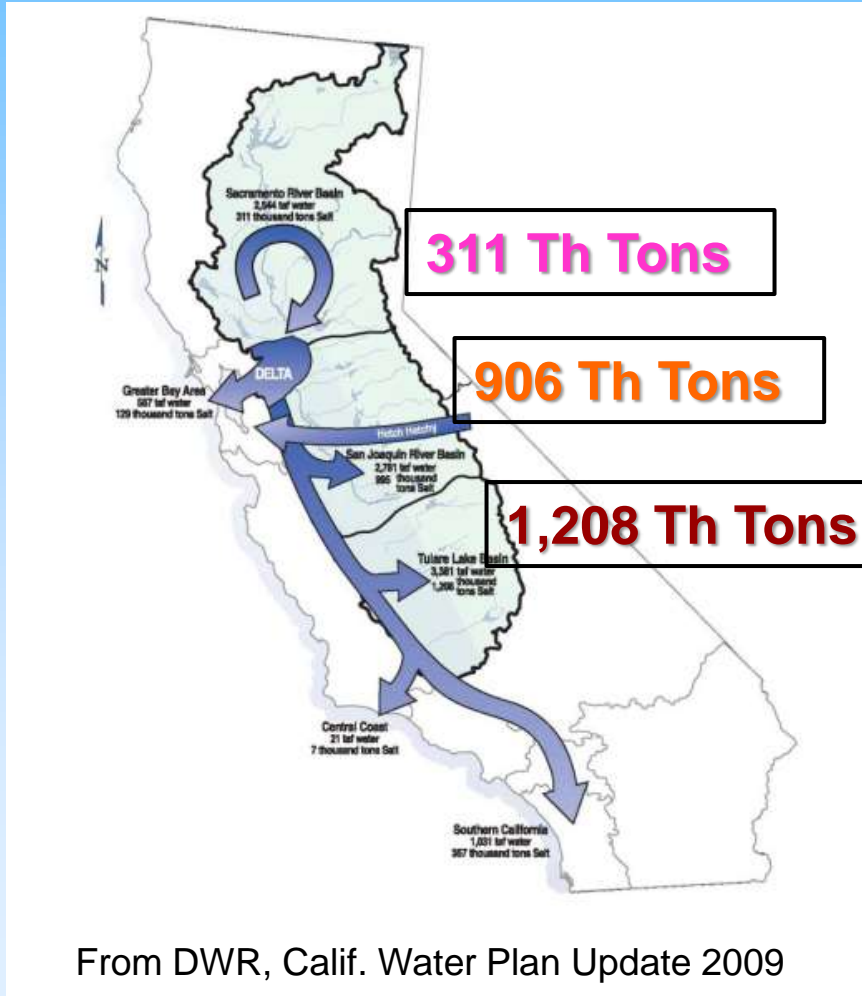 Sacramento River Basin
2,544 taf water
311 thousand tons Salt
311 Th Tons
N
DELTA
906 Th Tons
Greater Bay Area
taf water
129 thousand tons Salt
Hetch Hetchy
San Joaquin River Basin
2,781 taf water
thousand
tons Salt
1,208 Th Tons
Tulare Lake Basin
taf water
1,208 thousand
tons Salt
Central Coast
21 taf water
7 thousand tons Salt
Southern California
1,031 taf water
thousand tons Salt
From DWR, Calif. Water Plan Update 2009